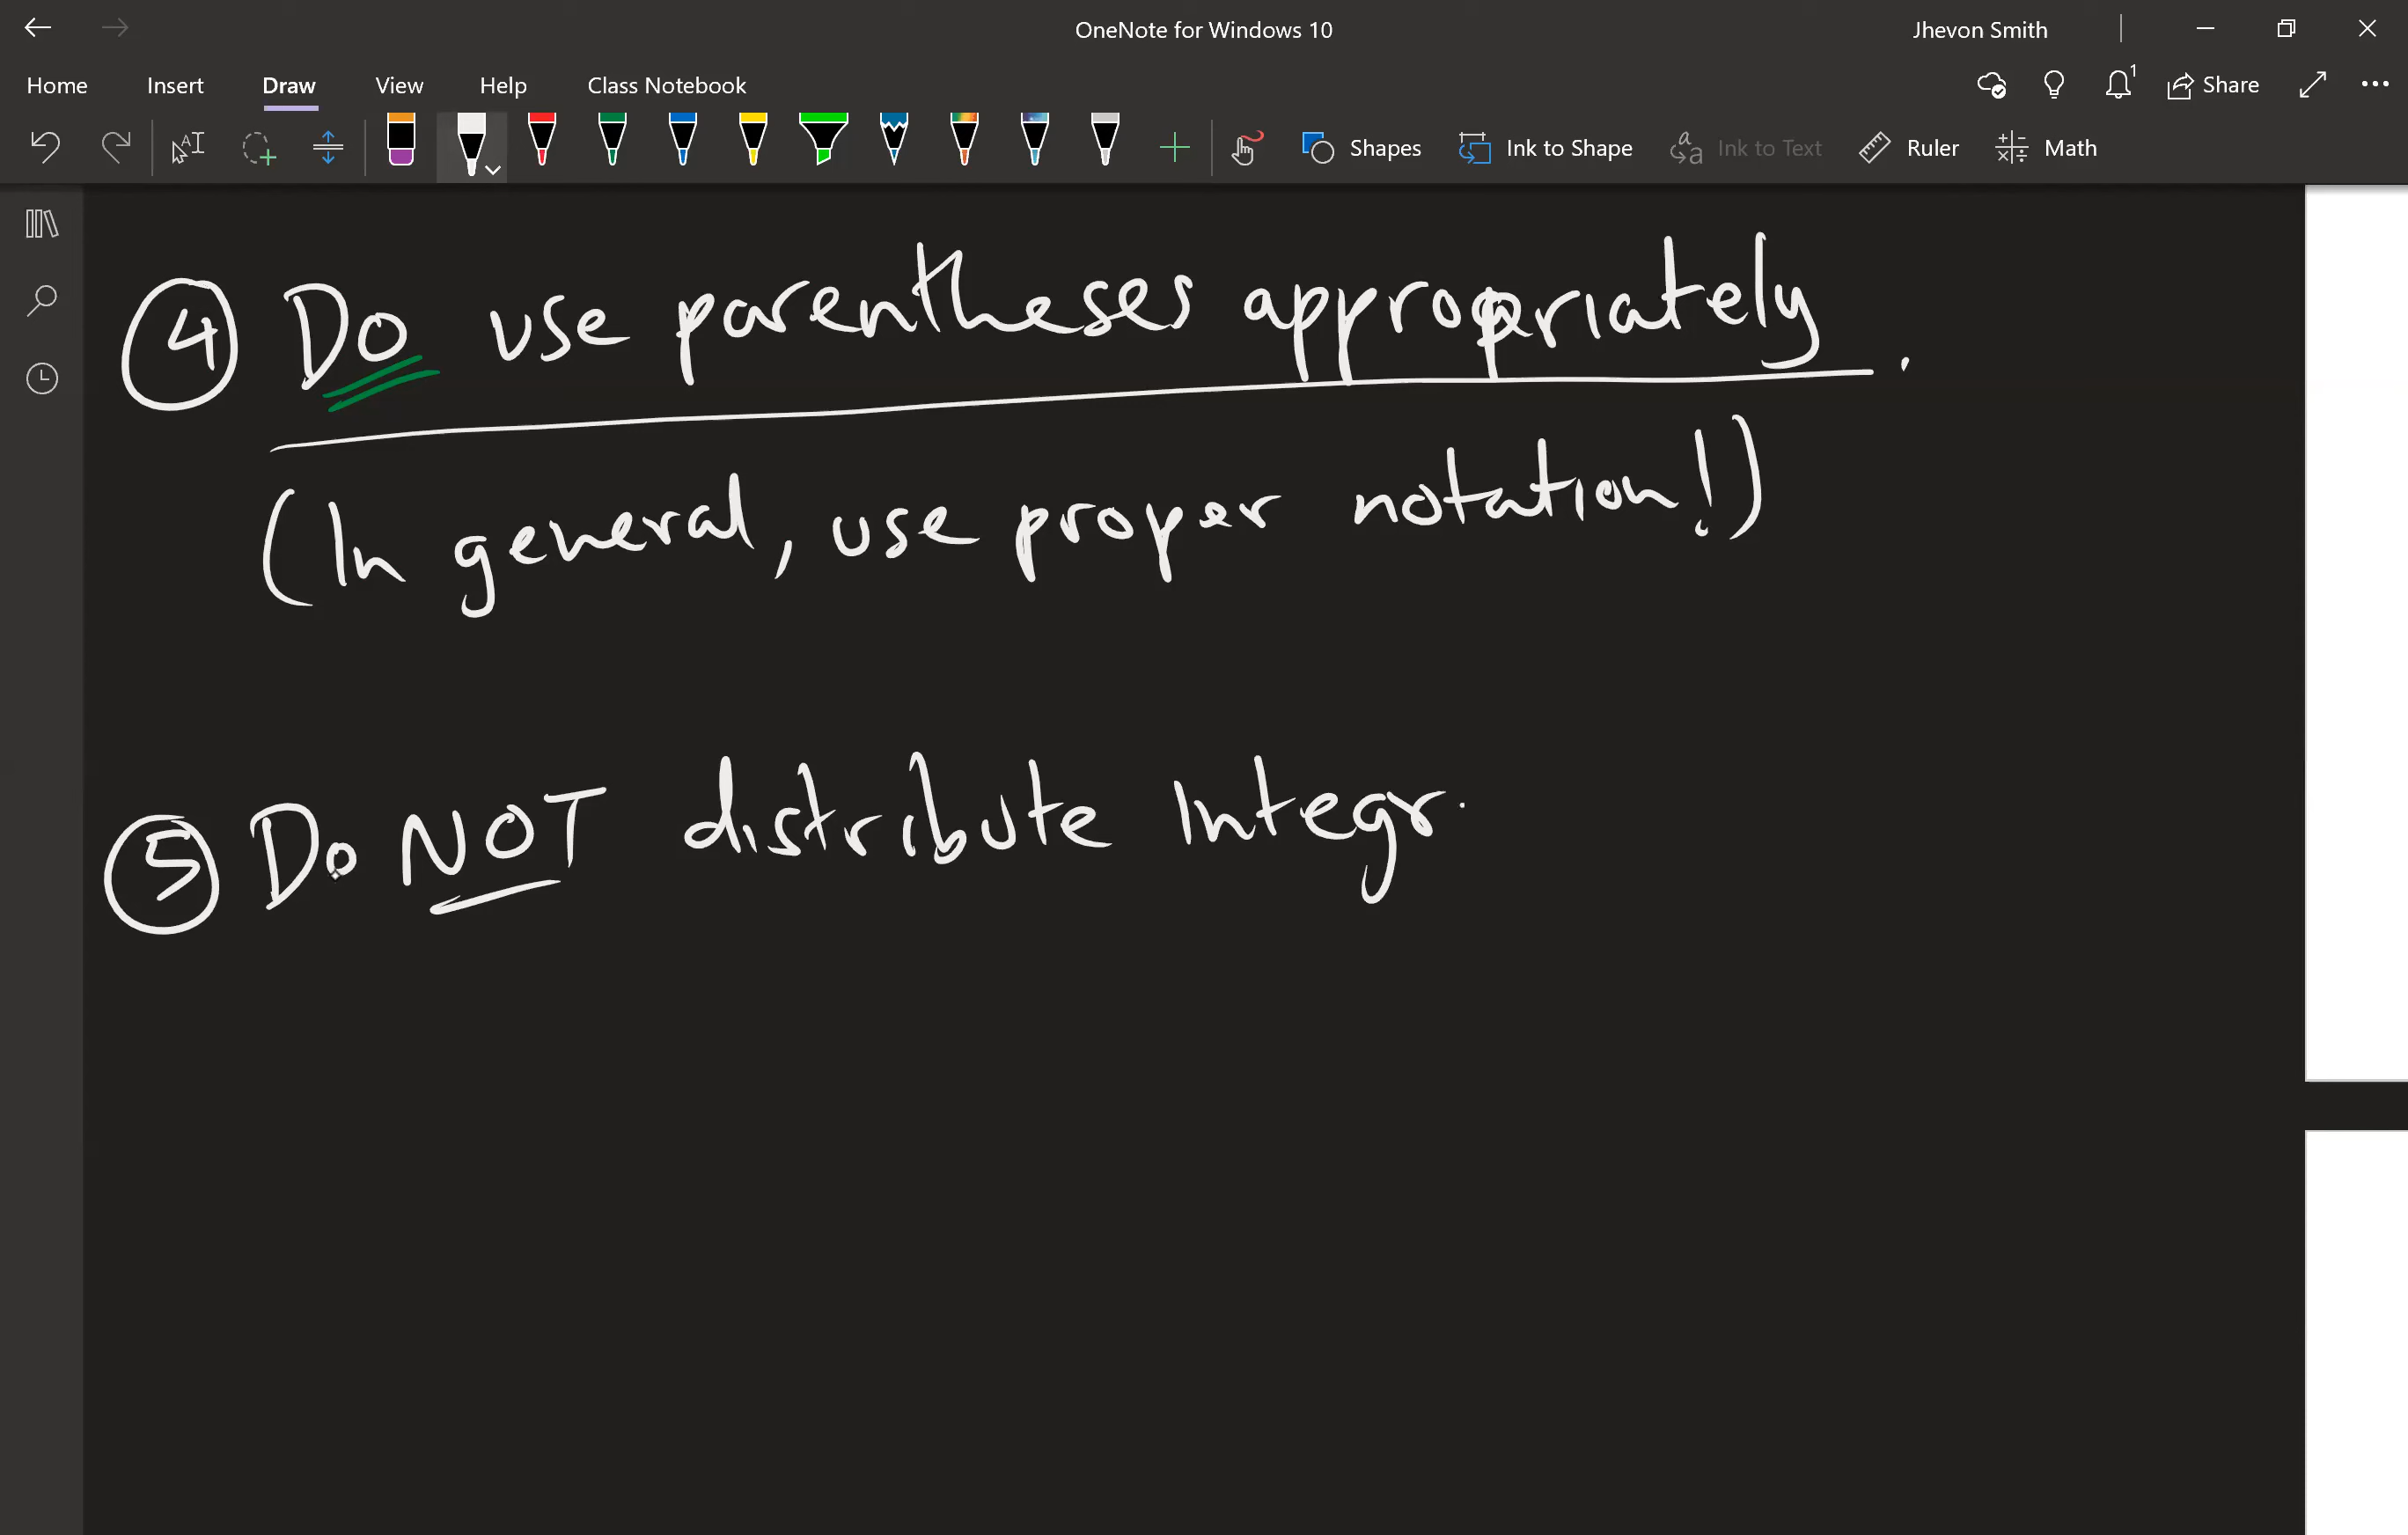 OneNote for Windows 10
Jhevon Smith
Home Insert Draw View Help Class Notebook
1 Share
Shapes Ink to Shape Ink to Text Ruler Math
④ Do use parentheses appropriately.
(In general, use proper notation!)
⑤ Do NOT distribute Integr